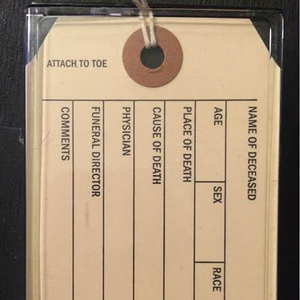 ATTACH TO TOE
NAME OF DECEASED
AGE
SEX
RACE
PLACE OF DEATH
CAUSE OF DEATH
PHYSICIAN
FUNERAL DIRECTOR
COMMENTS